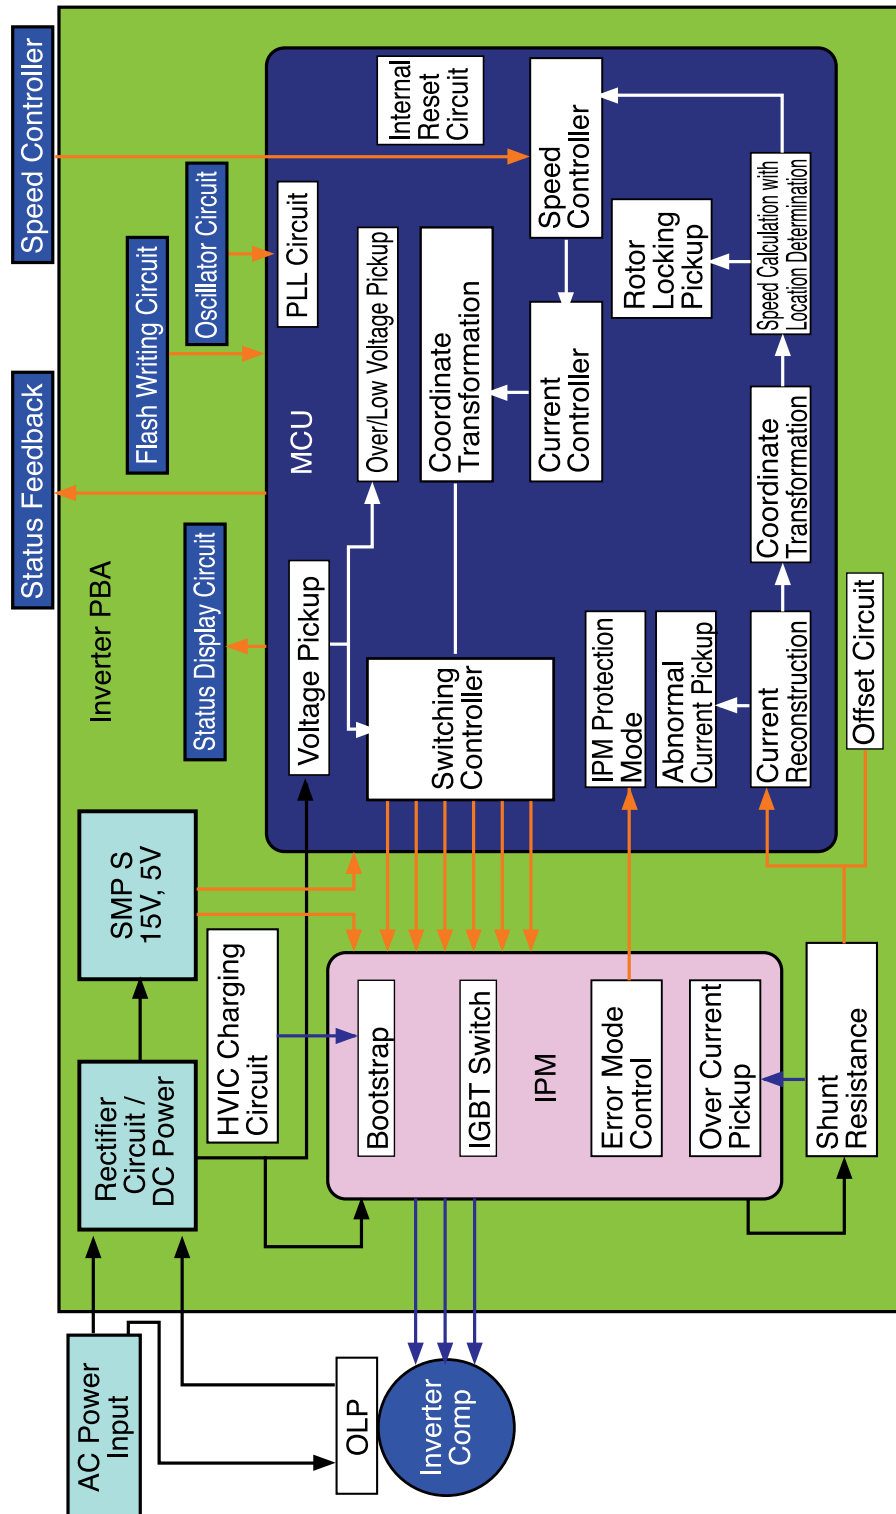 Speed Controller
Status Feedback
Flash Writing Circuit
Oscillator Circuit
Status Display Circuit
Inverter PBA
SMP S
15V, 5V
Rectifier
Circuit /
DC Power
AC Power
Input
OLP
Inverter
Comp
HVIC Charging
Circuit
Bootstrap
IGBT Switch
IPM
Error Mode
Control
Over Current
Pickup
Shunt
Resistance
Offset Circuit
MCU
PLL Circuit
Internal
Reset
Circuit
Voltage Pickup
Over/Low Voltage Pickup
Switching
Controller
Coordinate
Transformation
Current
Controller
Speed
Controller
IPM Protection
Mode
Abnormal
Current Pickup
Rotor
Locking
Pickup
Current
Reconstruction
Coordinate
Transformation
Speed Calculation with
Location Determination